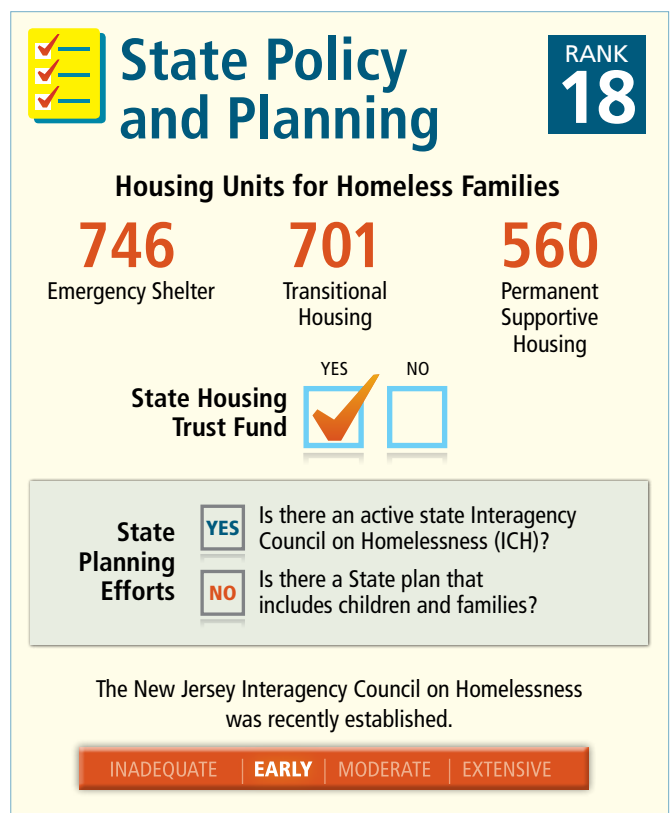 State Policy
and Planning
RANK
18
Housing Units for Homeless Families
746
Emergency Shelter
701
Transitional
Housing
560
Permanent
Supportive
Housing
YES NO
State Housing
Trust Fund
State
Planning
Efforts
YES
Is there an active state Interagency
Council on Homelessness (ICH)?
NO
Is there a State plan that
includes children and families?
The New Jersey Interagency Council on Homelessness
was recently established.
INADEQUATE | EARLY | MODERATE | EXTENSIVE